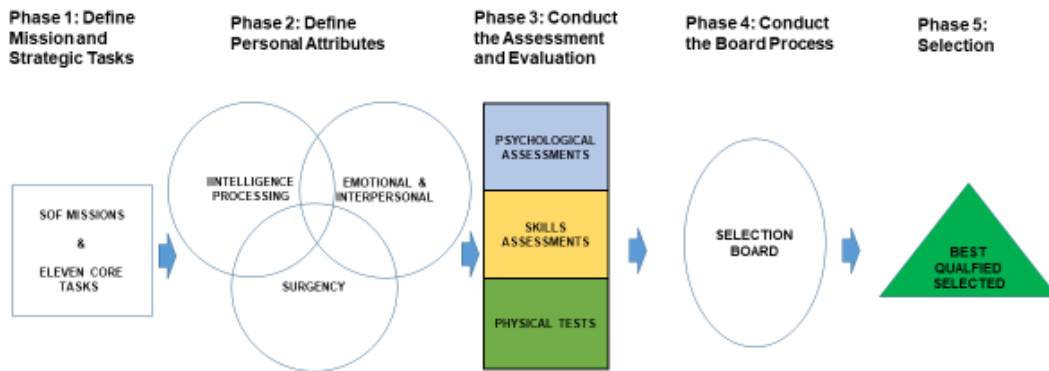 Phase 1: Define
Mission and
Strategic Tasks
Phase 2: Define
Personal Attributes
Phase 3: Conduct
the Assessment
and Evaluation
Phase 4: Conduct
the Board Process
Phase 5:
Selection
SOF MISSIONS
&
ELEVEN CORE
TASKS
INTELLIGENCE
PROCESSING
EMOTIONAL &
INTERPERSONAL
SURGENCY
PSYCHOLOGICAL
ASSESSMENTS
SKILLS
ASSESSMENTS
PHYSICAL TESTS
SELECTION
BOARD
BEST
QUALFIED
SELECTED